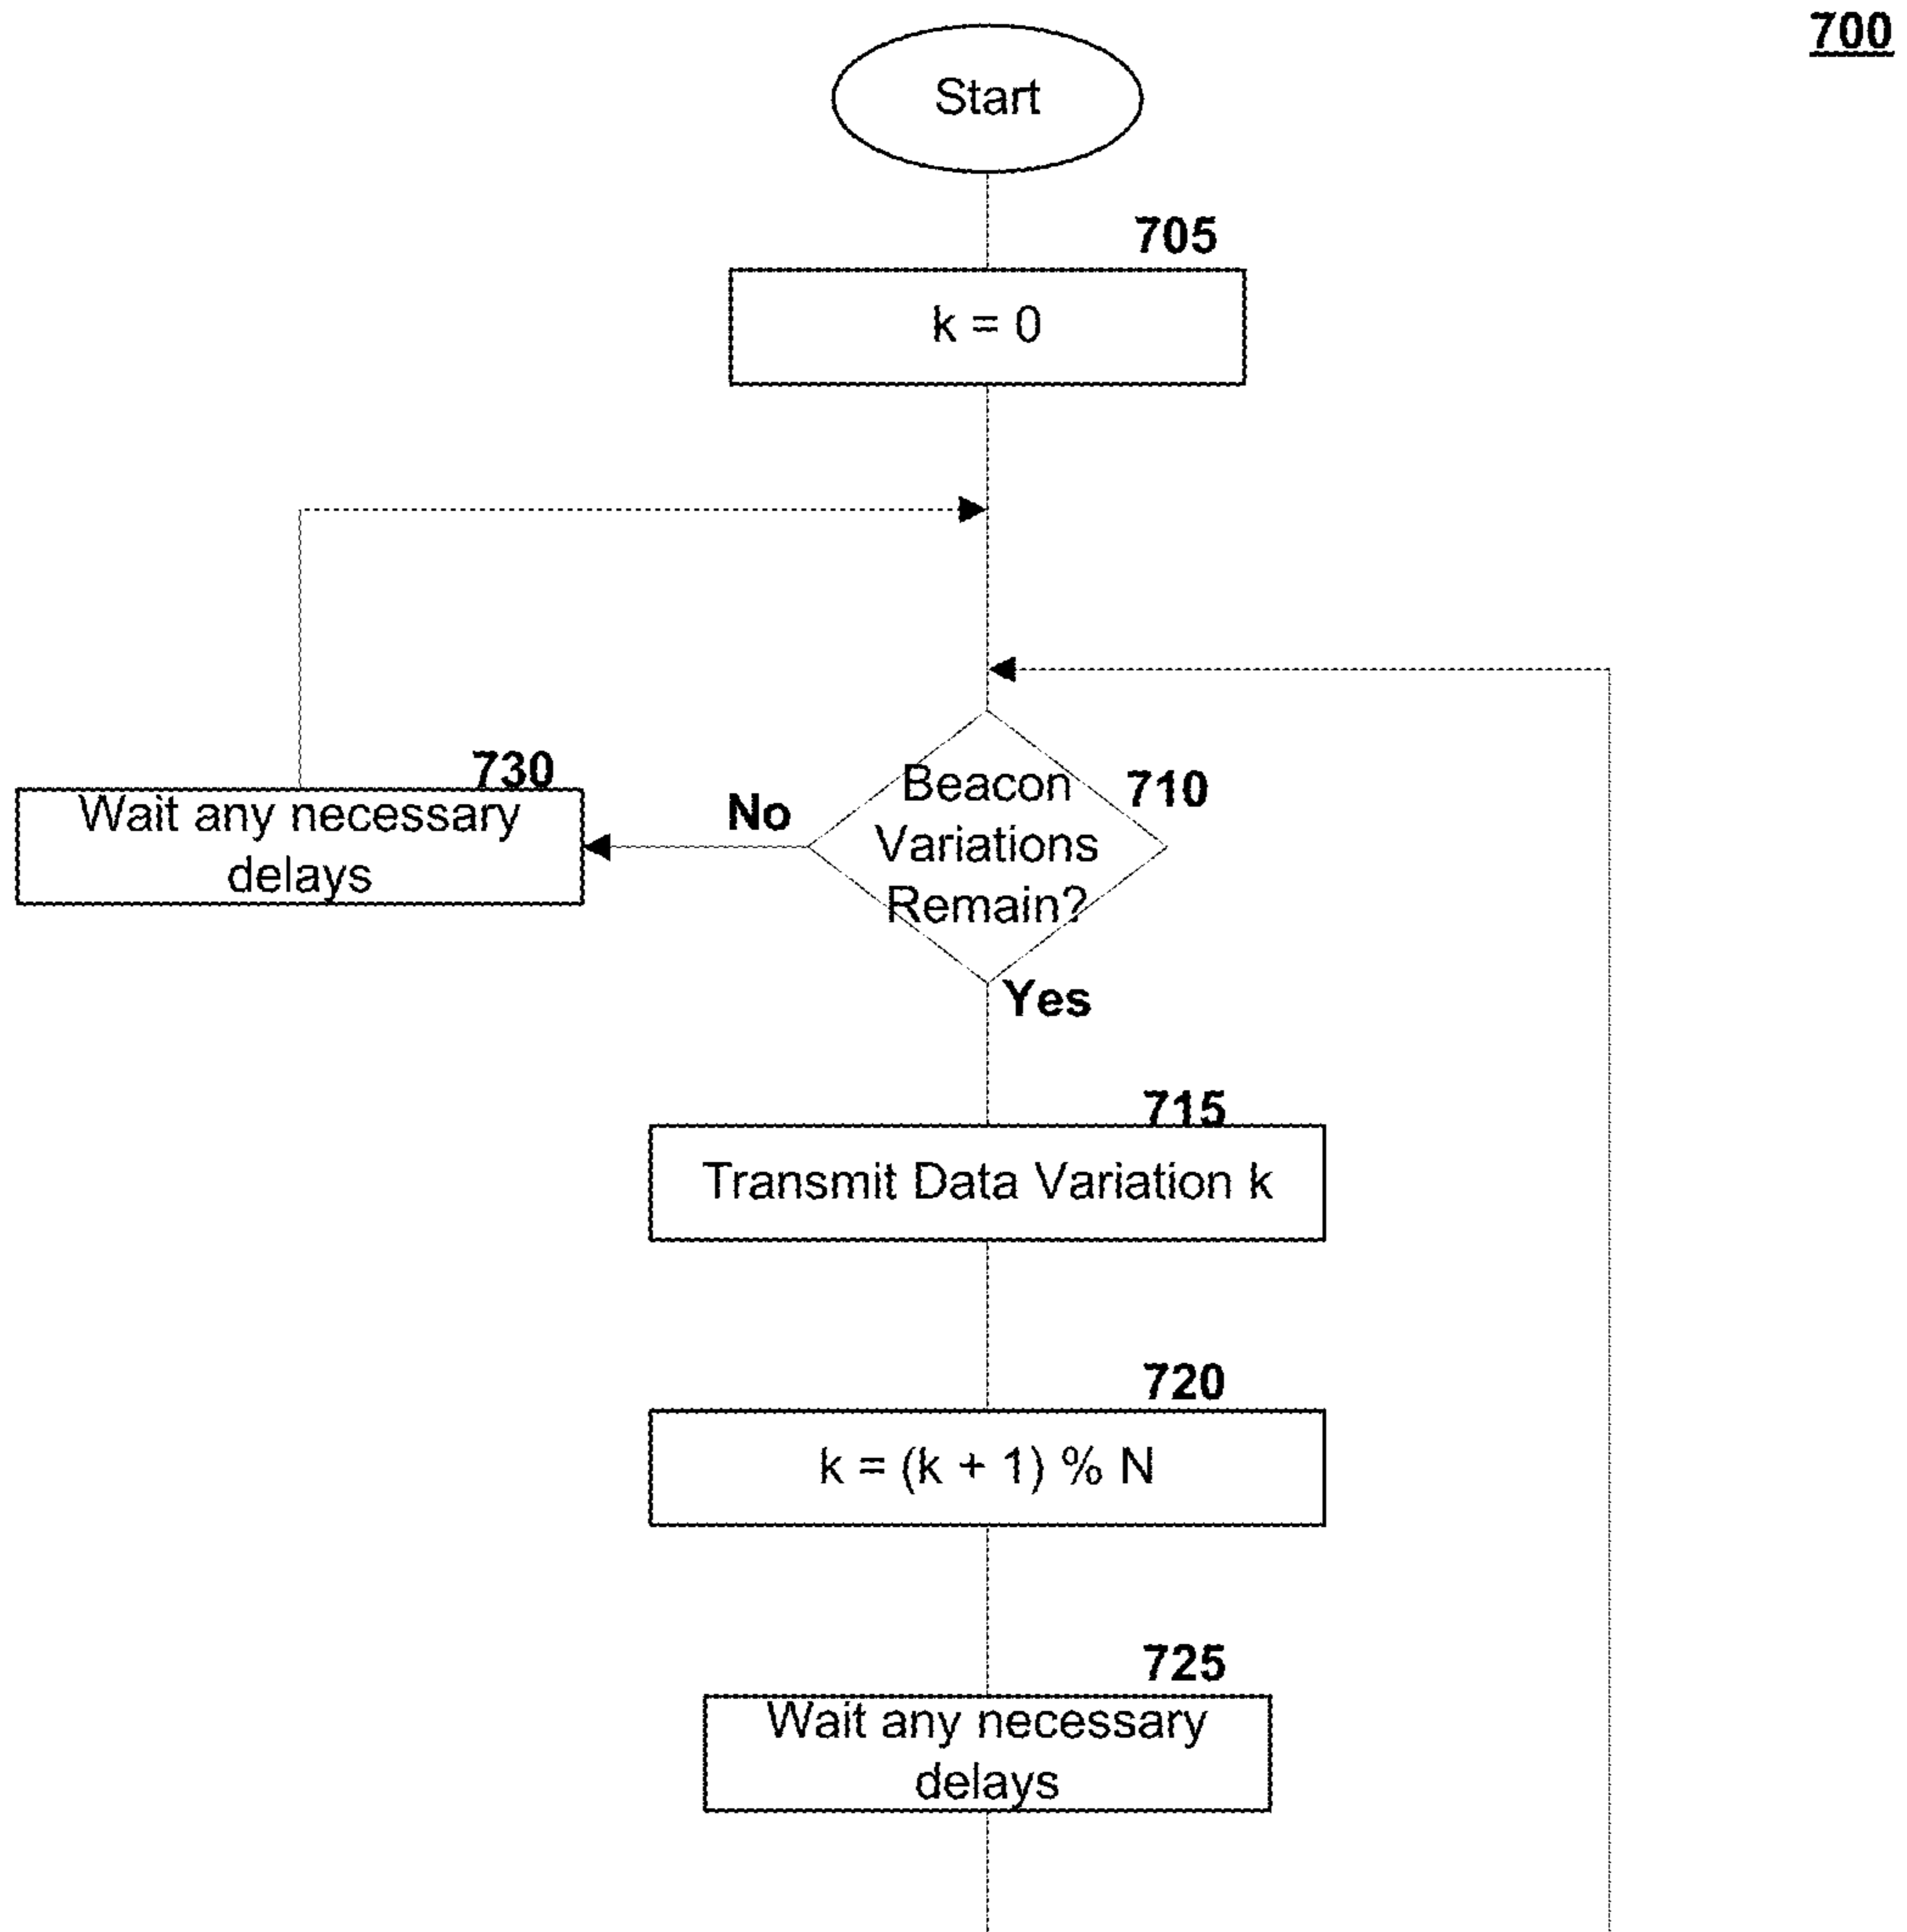 700
Start
705
k = 0
730
Wait any necessary
delays
No
Beacon
Variations
Remain?
710
Yes
715
Transmit Data Variation k
720
k = (k + 1) % N
725
Wait any necessary
delays